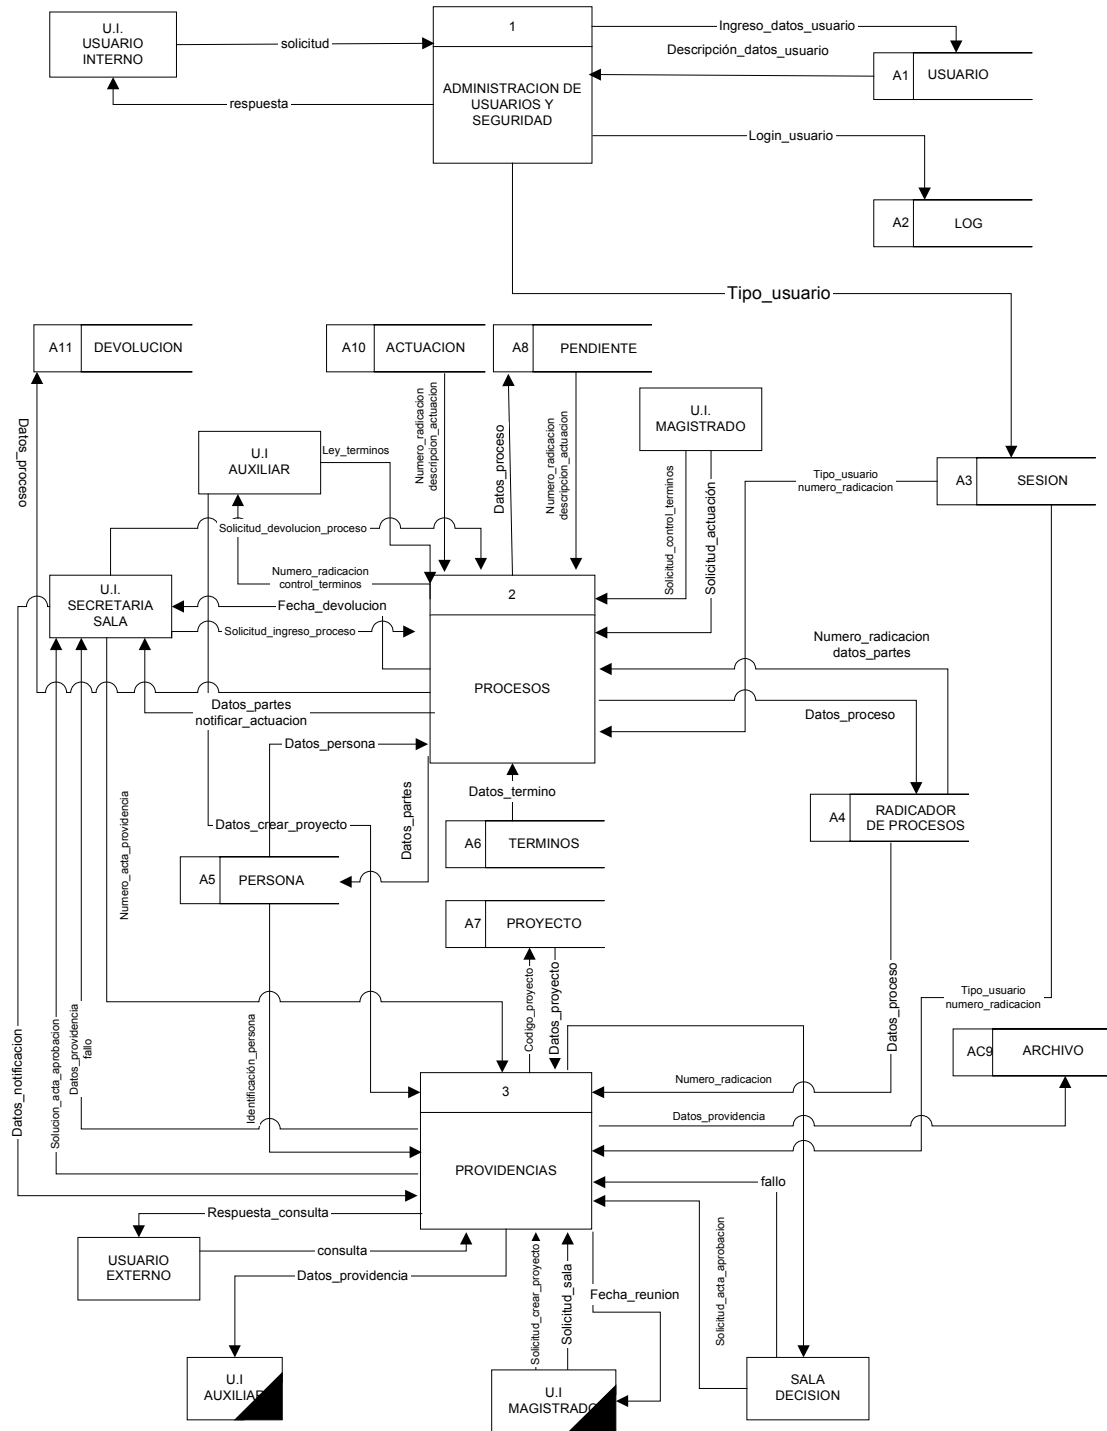 U.I.
USUARIO
INTERNO
solicitud
respuesta
1
ADMINISTRACION DE
USUARIOS Y
SEGURIDAD
Ingreso_datos_usuario
Descripción_datos_usuario
A1
USUARIO
Login_usuario
A2
LOG
Tipo_usuario
A11
DEVOLUCION
A10
ACTUACION
A8
PENDIENTE
U.I.
MAGISTRADO
A3
SESION
Datos_proceso
U.I
AUXILIAR
Ley_terminos
Numero_radicacion
descripcion_actuacion
Datos_proceso
Numero_radicacion
descripcion_actuacion
Solicitud_control_terminos
Solicitud_actuación
Tipo_usuario
numero_radicacion
Solicitud_devolucion_proceso
Numero_radicacion
control_terminos
U.I.
SECRETARIA
SALA
Fecha_devolucion
Solicitud_ingreso_proceso
2
PROCESOS
Numero_radicacion
datos_partes
Datos_proceso
Datos_partes
notificar_actuacion
Datos_persona
Datos_partes
Datos_termino
A4
RADICADOR
DE PROCESOS
Datos_crear_proyecto
Numero_acta_providencia
A6
TERMINOS
A5
PERSONA
A7
PROYECTO
Codigo_proyecto
Datos_proyecto
Datos_proceso
Tipo_usuario
numero_radicacion
AC9
ARCHIVO
Datos_notificacion
Solucion_acta_aprobacion
Datos_providencia
fallo
Identificación_persona
3
PROVIDENCIAS
Numero_radicacion
Datos_providencia
fallo
Respuesta_consulta
USUARIO
EXTERNO
consulta
Datos_providencia
Solicitud_crear_proyecto
Solicitud_sala
Fecha_reunion
Solicitud_acta_aprobacion
U.I
AUXILIAR
U.I
MAGISTRADO
SALA
DECISION